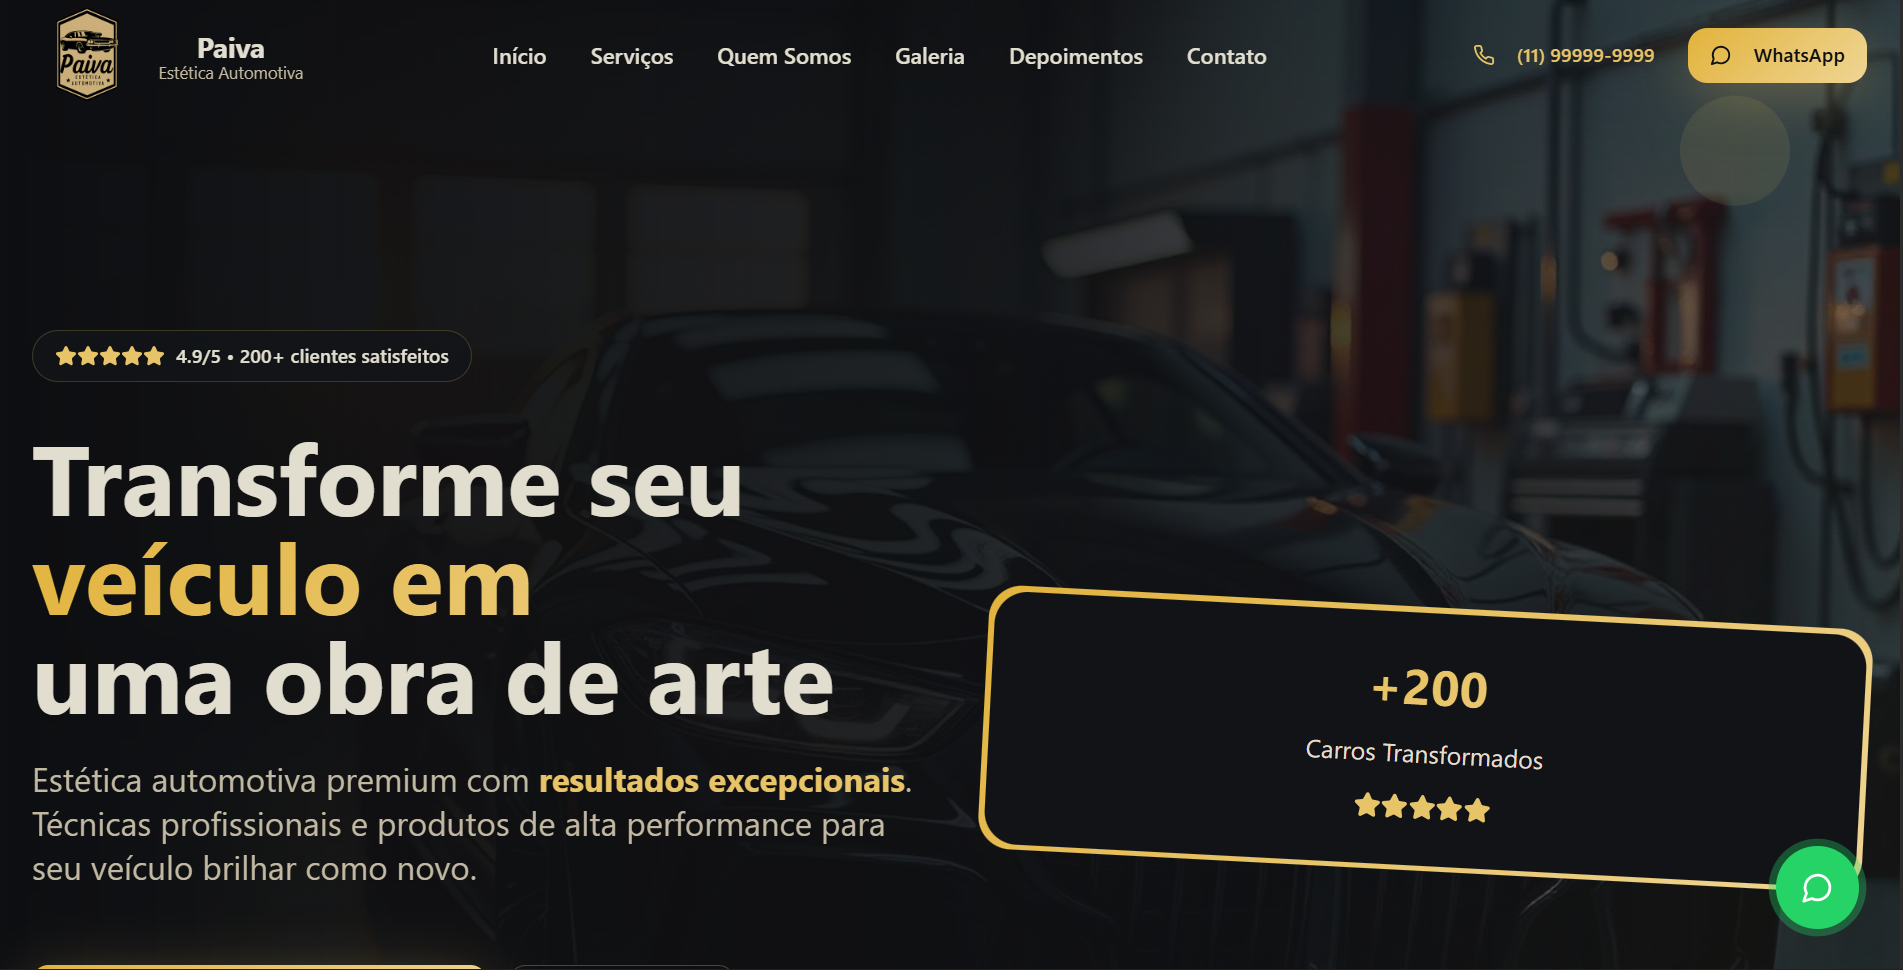 Paiva
ESTÉTICA
AUTOMOTIVA
Paiva
Estética Automotiva
Início
Serviços
Quem Somos
Galeria
Depoimentos
Contato
(11) 99999-9999
WhatsApp
4.9/5 • 200+ clientes satisfeitos
Transforme seu
veículo em
uma obra de arte
Estética automotiva premium com resultados excepcionais.
Técnicas profissionais e produtos de alta performance para
seu veículo brilhar como novo.
+200
Carros Transformados